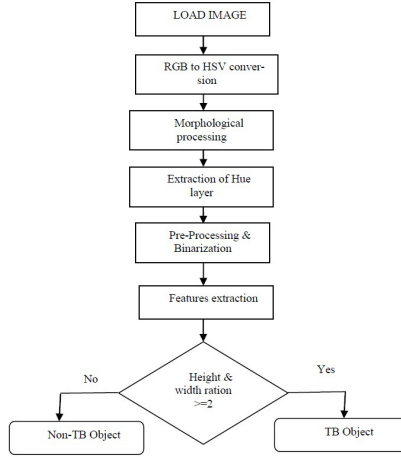 LOAD IMAGE
RGB to HSV conver-
sion
Morphological
processing
Extraction of Hue
layer
Pre-Processing &
Binarization
Features extraction
Height &
width ration
>=2
No
Yes
Non-TB Object
TB Object